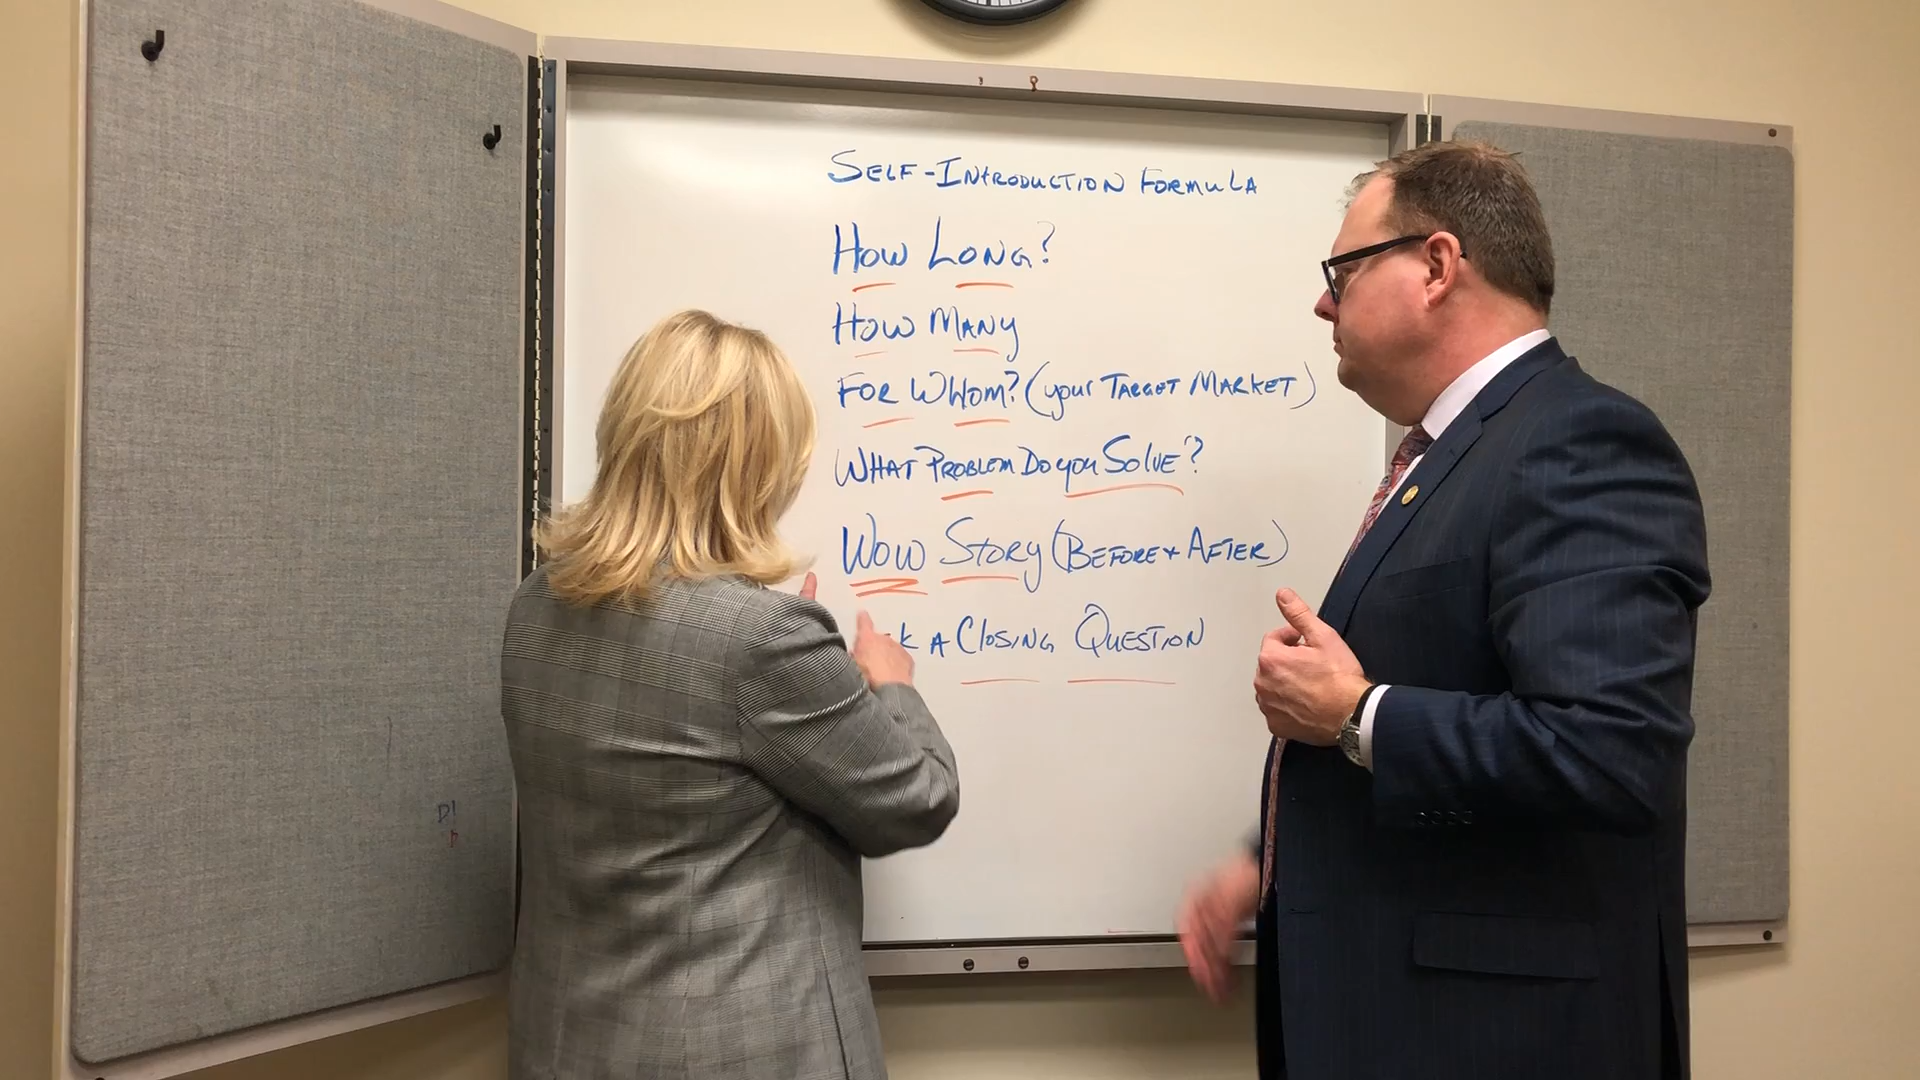 SELF-INTRODUCTION FORMULA
HOW LONG?
HOW MANY
FOR WHOM? (your TARGET MARKET)
WHAT PROBLEM DO you SOlVE?
WOW STORy (BEFORE + AFTER)
A ClOSING QUESTION
D!